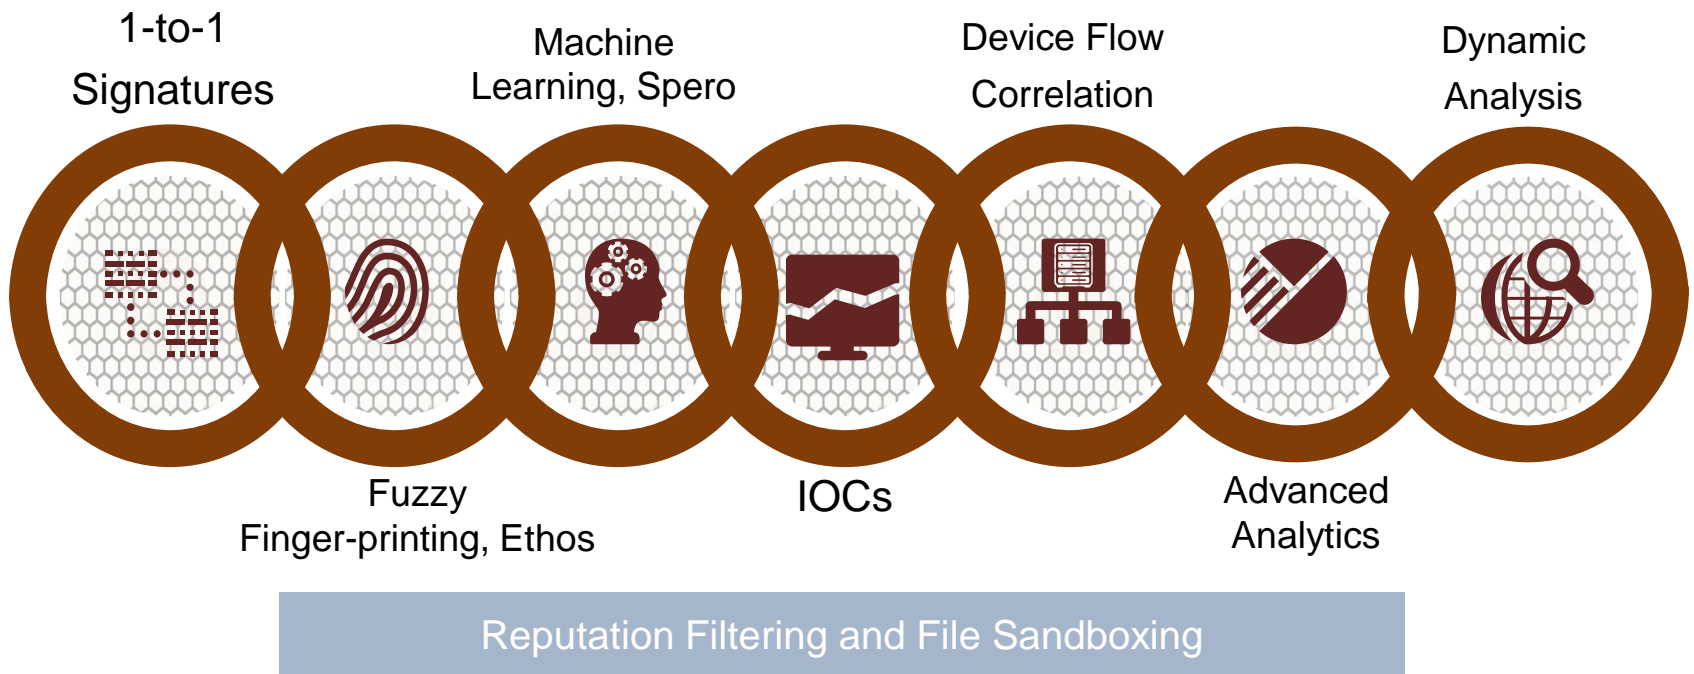 1-to-1
Signatures
Machine
Learning, Spero
Device Flow
Correlation
Dynamic
Analysis
Fuzzy
Finger-printing, Ethos
IOCs
Advanced
Analytics
Reputation Filtering and File Sandboxing